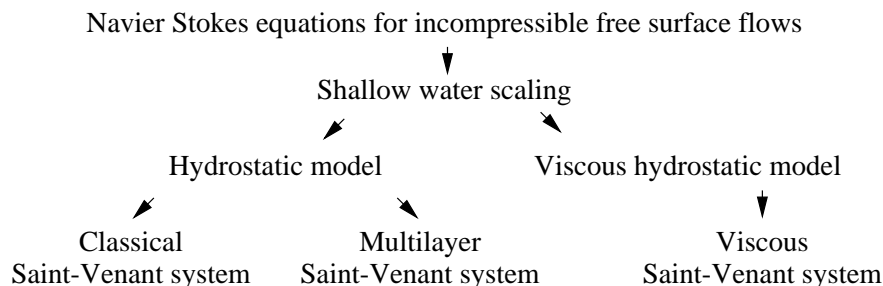 Navier Stokes equations for incompressible free surface flows
Shallow water scaling
Hydrostatic model
Viscous hydrostatic model
Classical
Saint-Venant system
Multilayer
Saint-Venant system
Viscous
Saint-Venant system